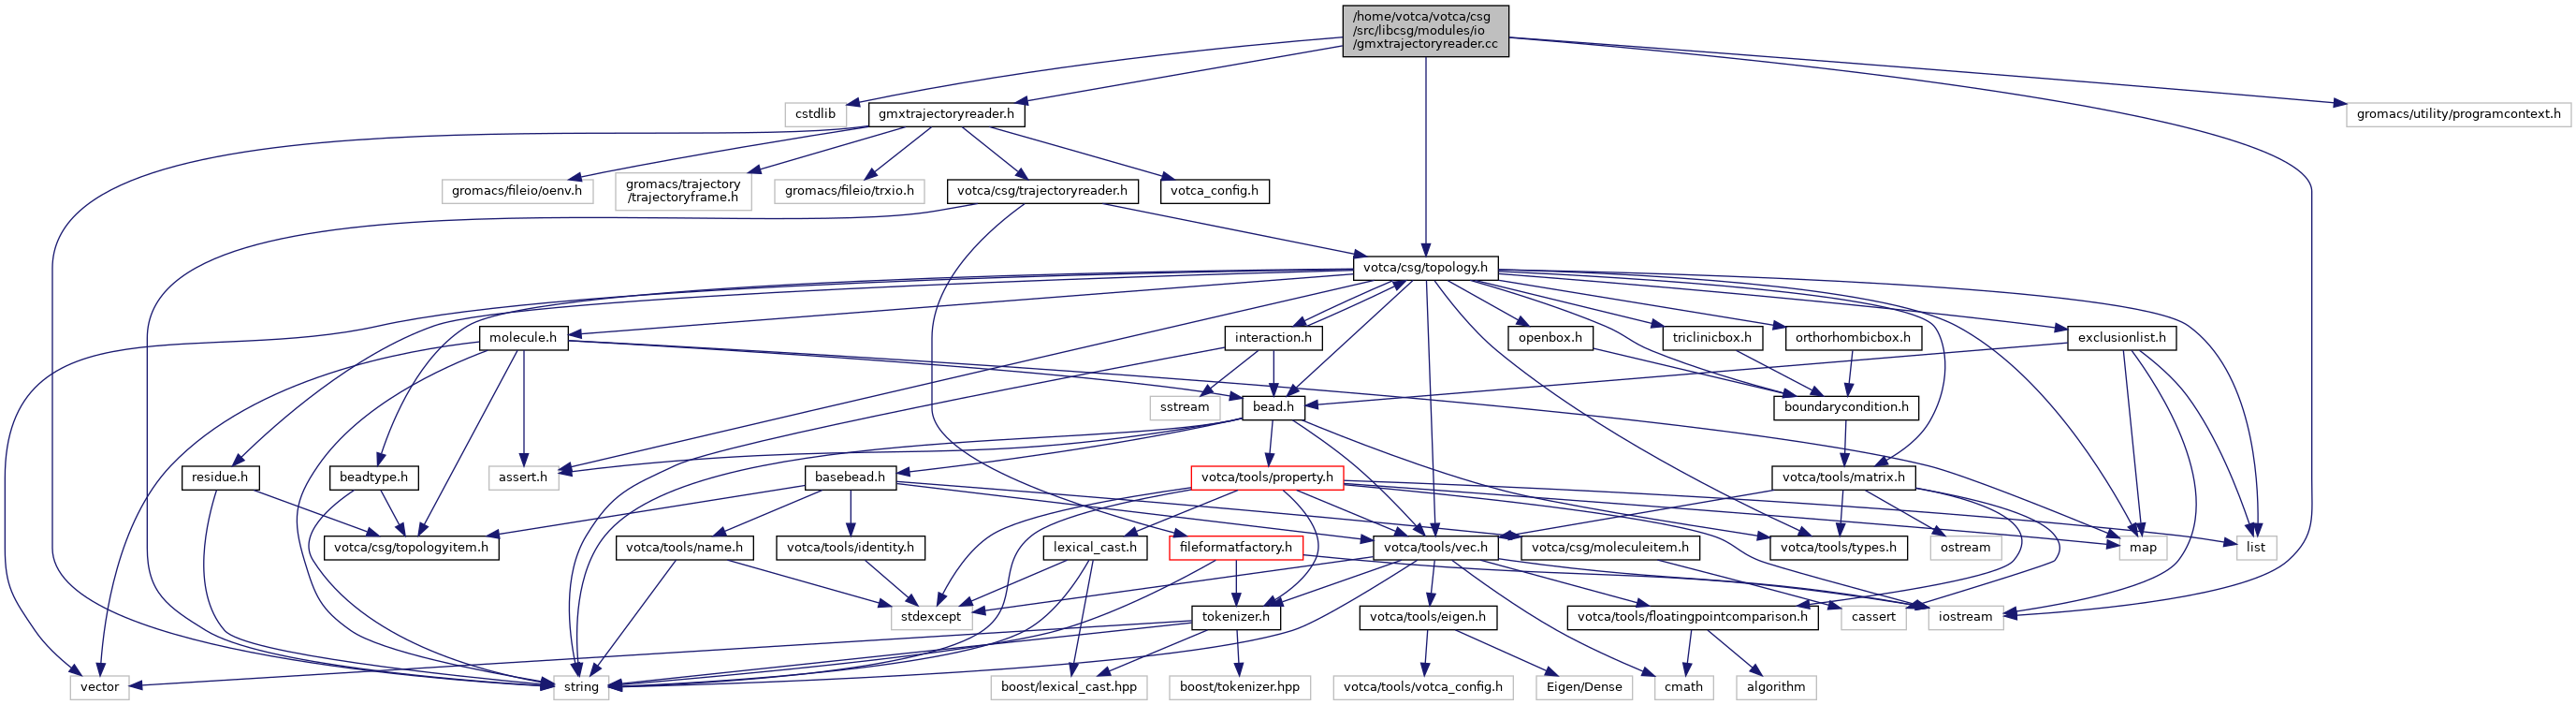 /home/votca/votca/csg
/src/libcsg/modules/io
/gmxtrajectoryreader.cc
cstdlib
gmxtrajectoryreader.h
gromacs/utility/programcontext.h
gromacs/fileio/oenv.h
gromacs/trajectory
/trajectoryframe.h
gromacs/fileio/trxio.h
votca/csg/trajectoryreader.h
votca_config.h
votca/csg/topology.h
molecule.h
interaction.h
openbox.h
triclinicbox.h
orthorhombicbox.h
exclusionlist.h
sstream
bead.h
boundarycondition.h
residue.h
beadtype.h
assert.h
basebead.h
votca/tools/property.h
votca/tools/matrix.h
votca/csg/topologyitem.h
votca/tools/name.h
votca/tools/identity.h
lexical_cast.h
fileformatfactory.h
votca/tools/vec.h
votca/csg/moleculeitem.h
votca/tools/types.h
ostream
map
list
stdexcept
tokenizer.h
votca/tools/eigen.h
votca/tools/floatingpointcomparison.h
cassert
iostream
vector
string
boost/lexical_cast.hpp
boost/tokenizer.hpp
votca/tools/votca_config.h
Eigen/Dense
cmath
algorithm